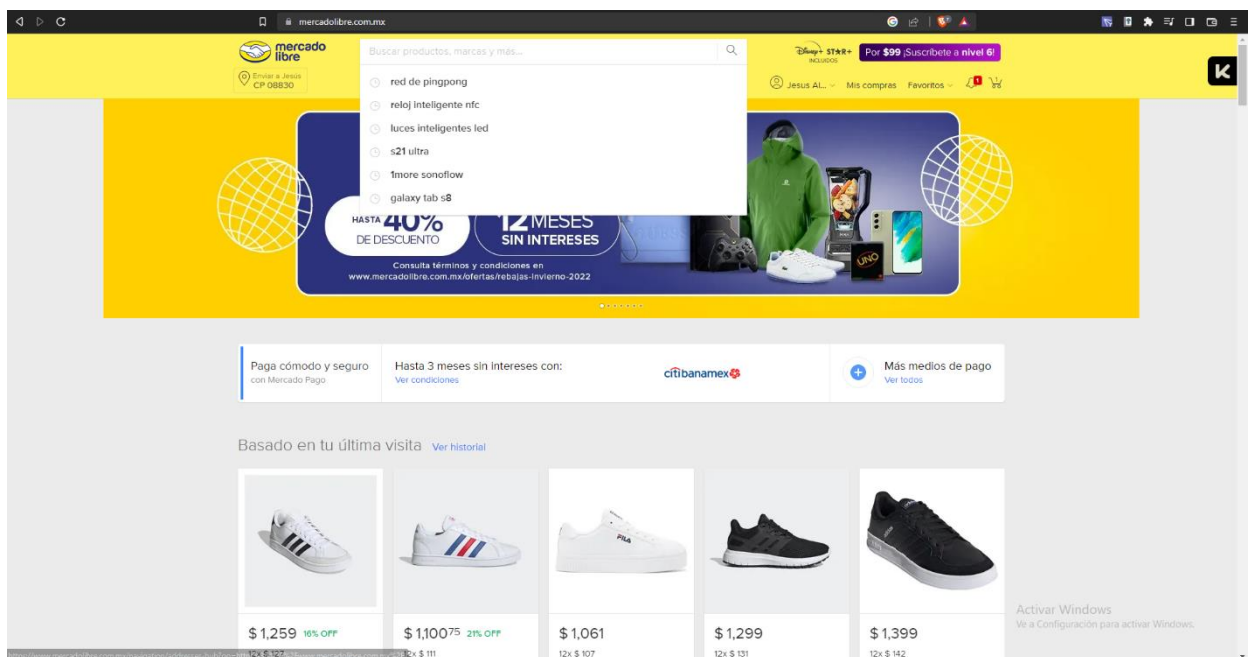 mercadolibre.com.mx
mercado
libre
Buscar productos, marcas y más...
Disney+ STAR+
INCLUIDOS
Por $99 ¡Suscríbete a nivel 6!
Enviar a Jesús
CP 08830
Jesus AL...
Mis compras
Favoritos
1
red de pingpong
reloj inteligente nfc
luces inteligentes led
s21 ultra
1more sonoflow
galaxy tab s8
HASTA
40%
DE DESCUENTO
12 MESES
SIN INTERESES
Consulta términos y condiciones en
www.mercadolibre.com.mx/ofertas/rebajas-invierno-2022
UNO
Paga cómodo y seguro
con Mercado Pago
Hasta 3 meses sin intereses con:
Ver condiciones
citibanamex
Más medios de pago
Ver todos
Basado en tu última visita Ver historial
FILA
$ 1,259 16% OFF
12x $ 127
$ 1,100 75 21% OFF
12x $ 111
$ 1,061
12x $ 107
$ 1,299
12x $ 131
$ 1,399
12x $ 142
Activar Windows
Ve a Configuración para activar Windows.